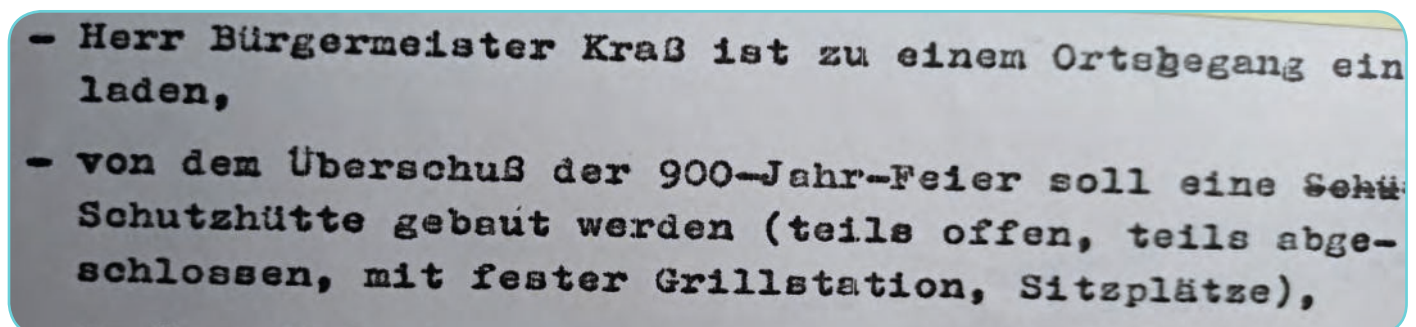 - Herr Bürgermeister Kraß ist zu einem Ortsbegang ein
laden,
- von dem Überschuß der 900-Jahr-Feier soll eine
Schutzhütte gebaut werden (teils offen, teils abge-
schlossen, mit fester Grillstation, Sitzplätze),